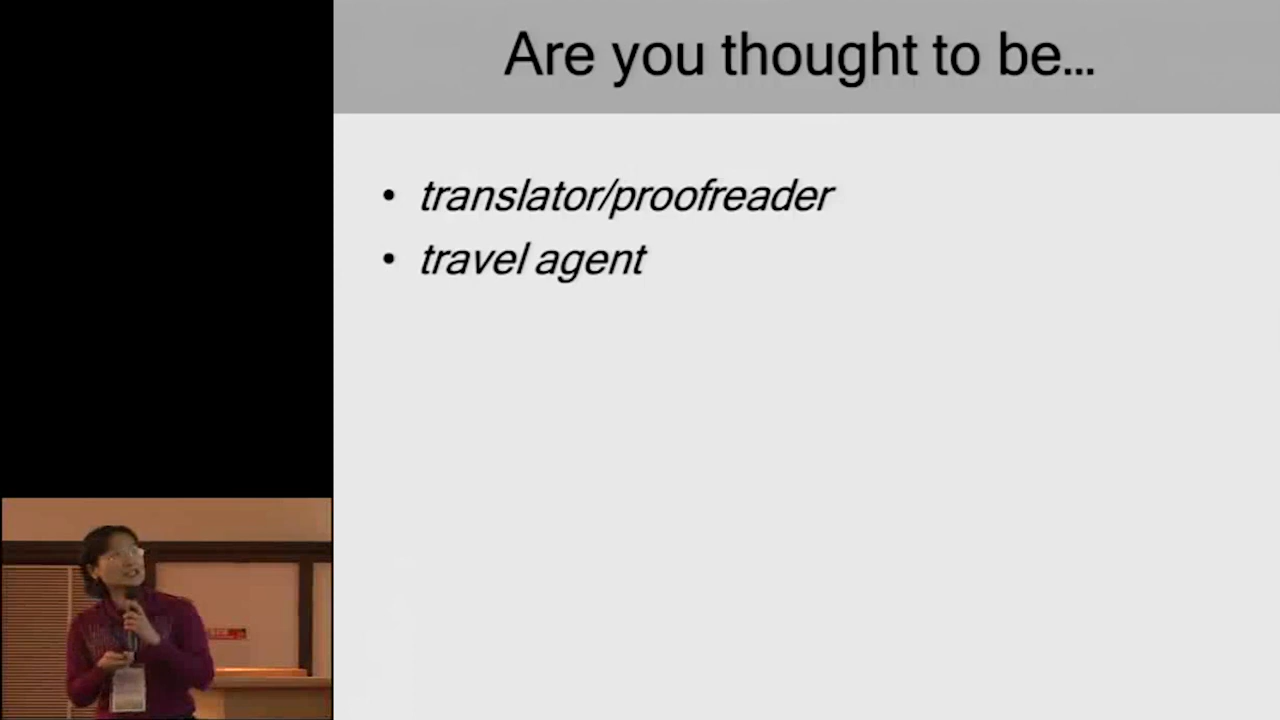 Are you thought to be...
• translator/proofreader
• travel agent